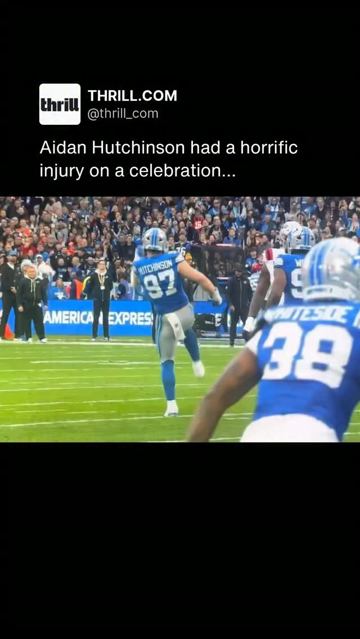 thrill
THRILL.COM
@thrill_com
Aidan Hutchinson had a horrific
injury on a celebration...
HUTCHINSON
97
AMERICAN EXPRESS
WHITESIDE
38